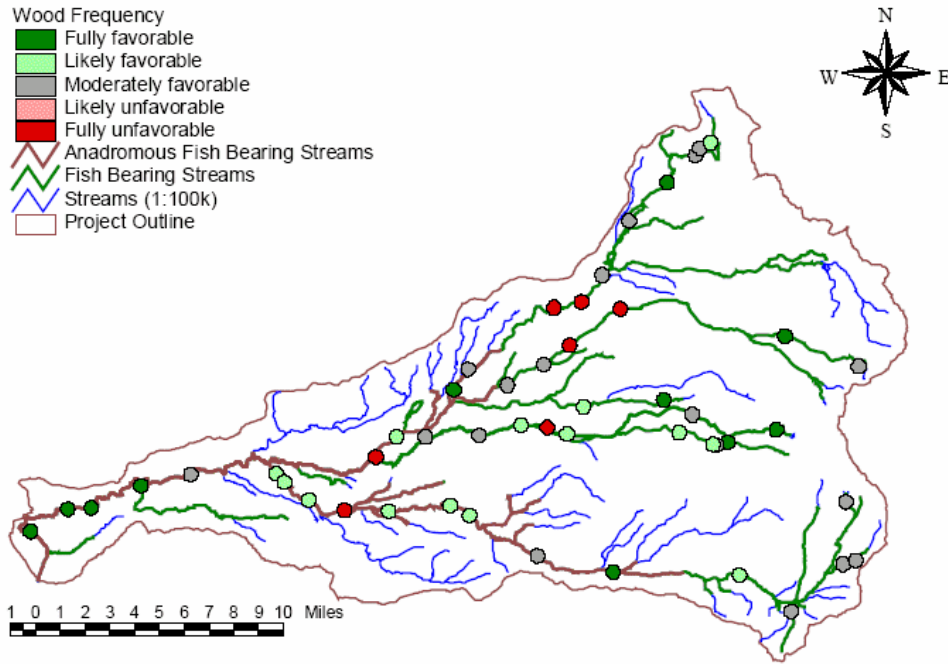 Wood Frequency
Fully favorable
Likely favorable
Moderately favorable
Likely unfavorable
Fully unfavorable
Anadromous Fish Bearing Streams
Fish Bearing Streams
Streams (1:100k)
Project Outline
N
W E
S
1 0 1 2 3 4 5 6 7 8 9 10 Miles